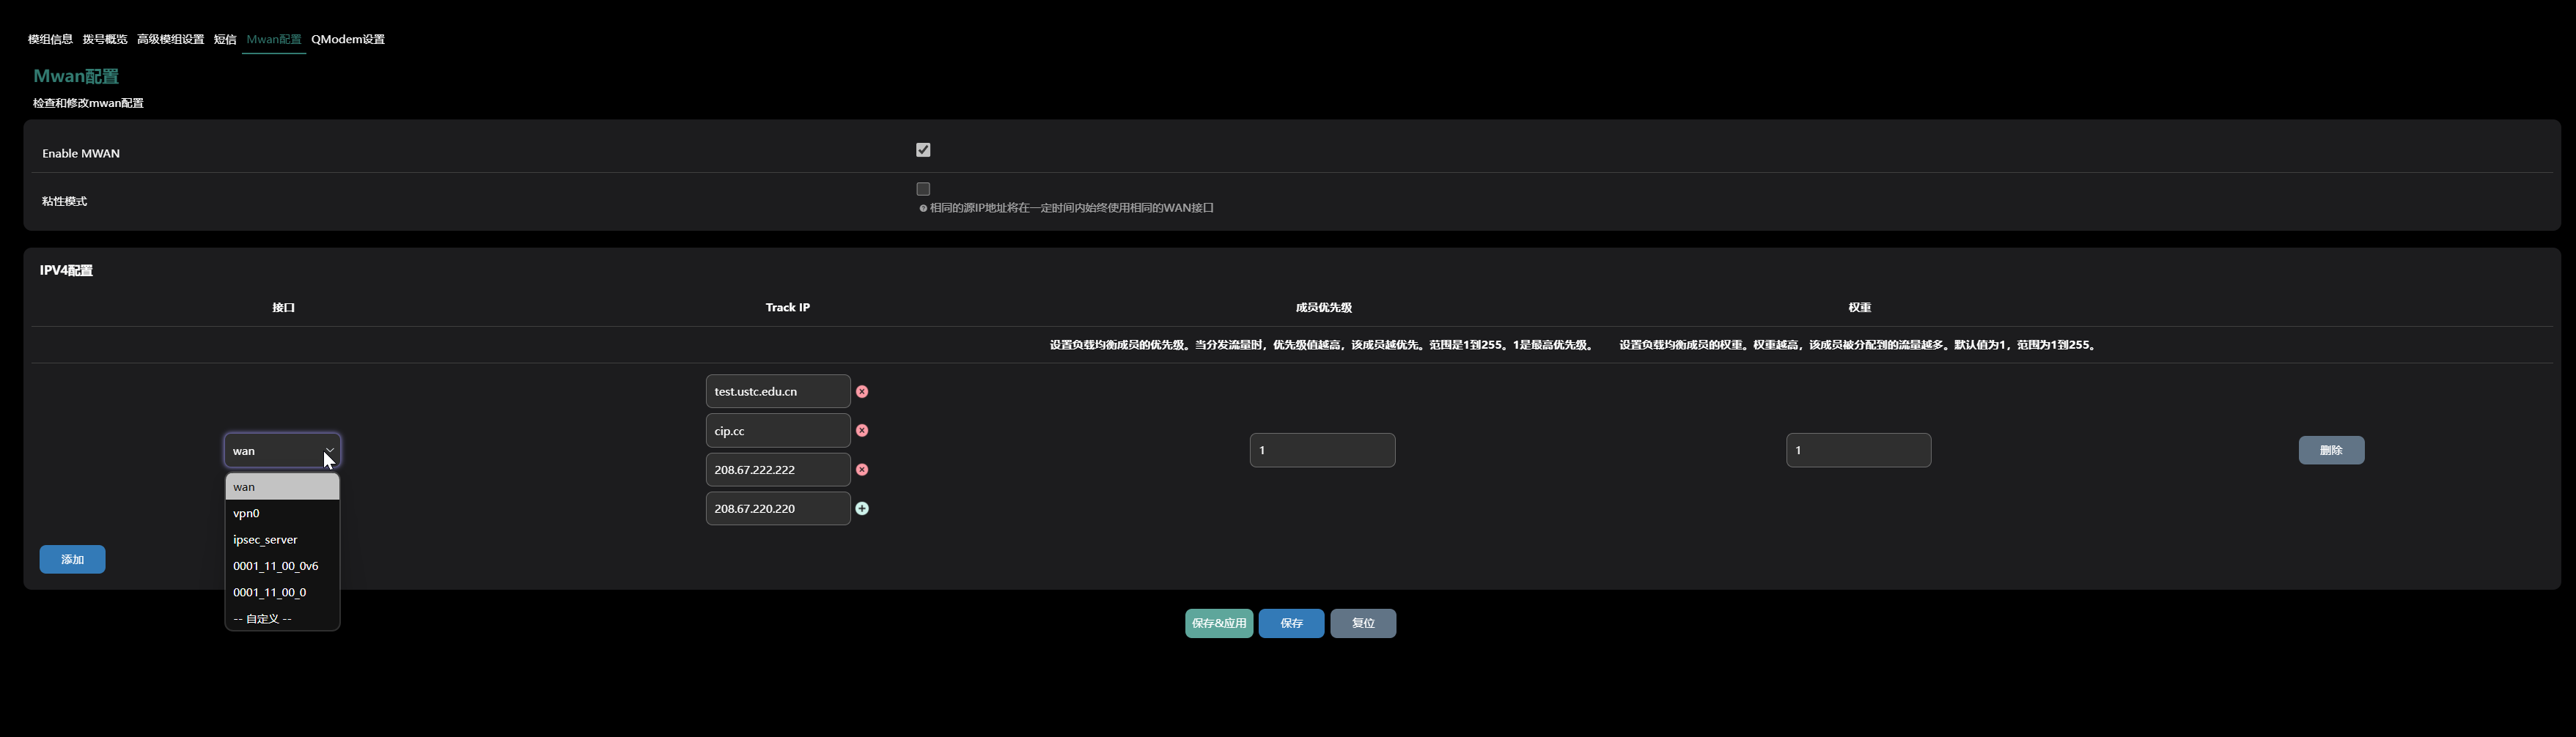 模组信息 拨号概览 高级模组设置 短信 Mwan配置 QModem设置
Mwan配置
检查和修改mwan配置
Enable MWAN
粘性模式
相同的源IP地址将在一定时间内始终使用相同的WAN接口
IPV4配置
接口 Track IP 成员优先级 权重
设置负载均衡成员的优先级。当分发流量时，优先级值越高，该成员越优先。范围是1到255。1是最高优先级。 设置负载均衡成员的权重。权重越高，该成员被分配到的流量越多。默认值为1，范围为1到255。
test.ustc.edu.cn
cip.cc
wan 1 1 删除
208.67.222.222
wan
208.67.220.220
vpn0
ipsec_server
添加
0001_11_00_0v6
0001_11_00_0
-- 自定义 --
保存&应用 保存 复位